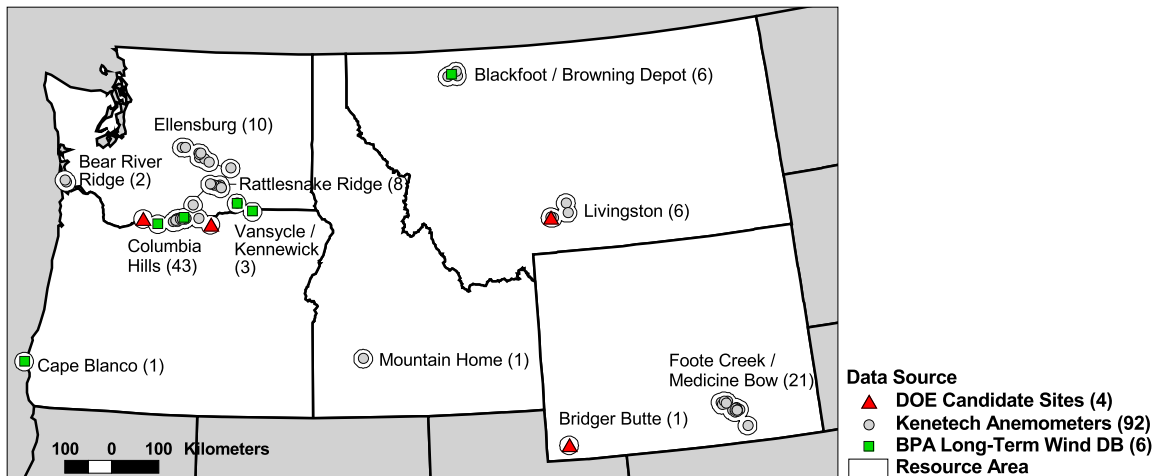 Blackfoot / Browning Depot (6)
Ellensburg (10)
Bear River
Ridge (2)
Rattlesnake Ridge (8)
Livingston (6)
Columbia
Hills (43)
Vansycle /
Kennewick
(3)
Cape Blanco (1)
Mountain Home (1)
Foote Creek /
Medicine Bow (21)
Bridger Butte (1)
100 0 100 Kilometers
Data Source
DOE Candidate Sites (4)
Kenetech Anemometers (92)
BPA Long-Term Wind DB (6)
Resource Area